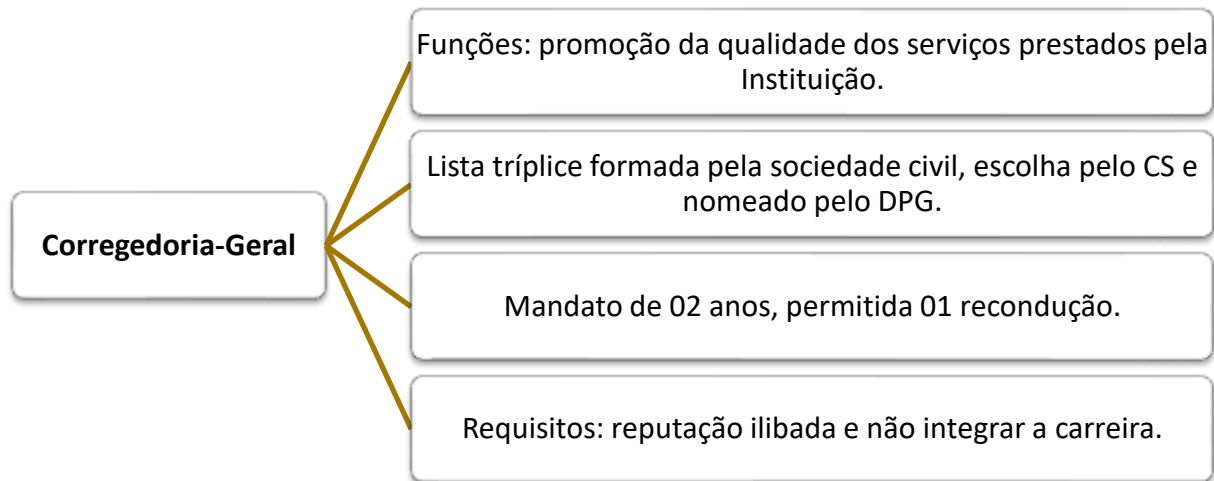 Corregedoria-Geral
Funções: promoção da qualidade dos serviços prestados pela
Instituição.
Lista tríplice formada pela sociedade civil, escolha pelo CS e
nomeado pelo DPG.
Mandato de 02 anos, permitida 01 recondução.
Requisitos: reputação ilibada e não integrar a carreira.